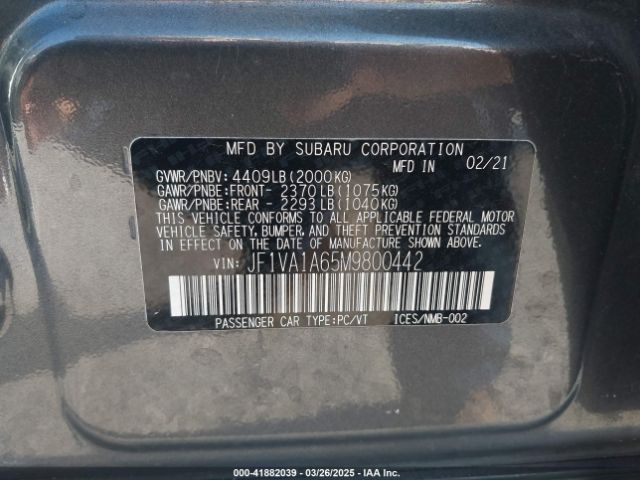 MFD BY SUBARU CORPORATION
MFD IN 02/21
GVWR/PNBV: 4409LB(2000KG)
GAWR/PNBE:FRONT- 2370LB(1075KG)
GAWR/PNBE:REAR - 2293LB(1040KG)
THIS VEHICLE CONFORMS TO ALL APPLICABLE FEDERAL MOTOR
VEHICLE SAFETY, BUMPER, AND THEFT PREVENTION STANDARDS
IN EFFECT ON THE DATE OF MANUFACTURE SHOWN ABOVE.
VIN: JF1VA1A65M9800442
PASSENGER CAR TYPE:PC/VT ICES/NMB-002
000-41882039 - 03/26/2025 - IAA Inc.